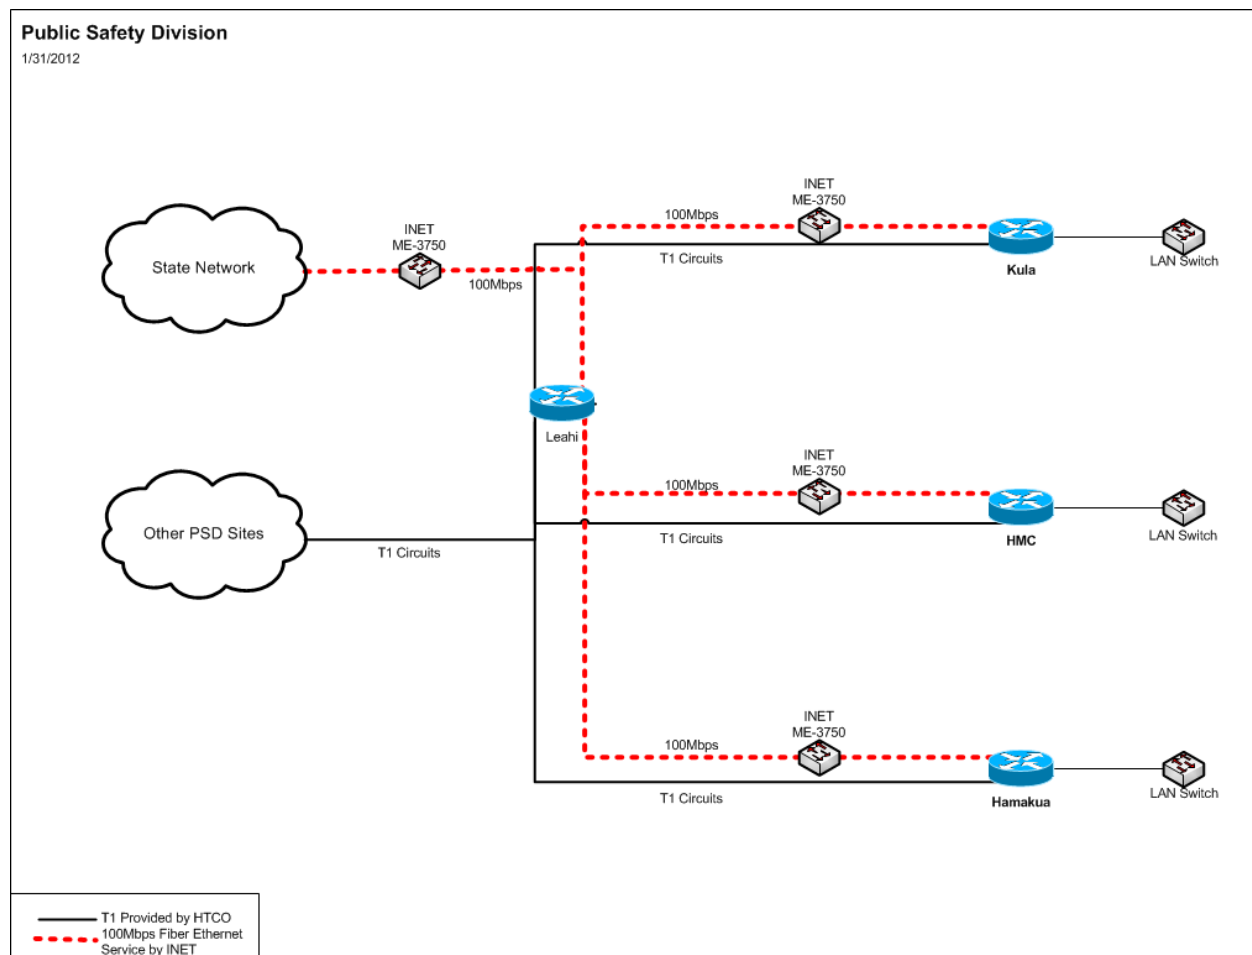 Public Safety Division
1/31/2012
INET
ME-3750
100Mbps
T1 Circuits
Kula
LAN Switch
State Network
INET
ME-3750
100Mbps
Leahi
INET
ME-3750
100Mbps
T1 Circuits
HMC
LAN Switch
Other PSD Sites
T1 Circuits
INET
ME-3750
100Mbps
T1 Circuits
Hamakua
LAN Switch
T1 Provided by HTCO
100Mbps Fiber Ethernet
Service by INET